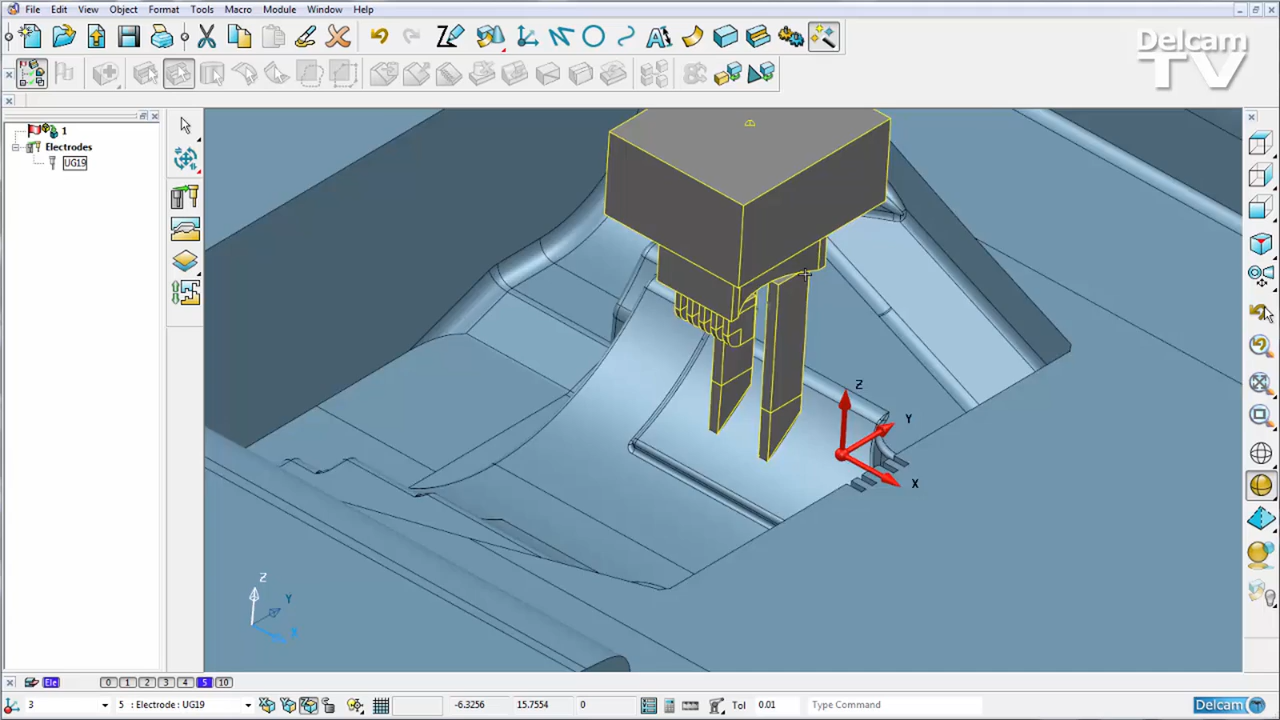 File Edit View Object Format Tools Macro Module Window Help
Delcam
TV
1
Electrodes
UG19
Z
Y
X
Z
Y
X
Ele 0 1 2 3 4 5 10
3 5 : Electrode : UG19 -6.3256 15.7554 0 Tol 0.01 Type Command Delcam